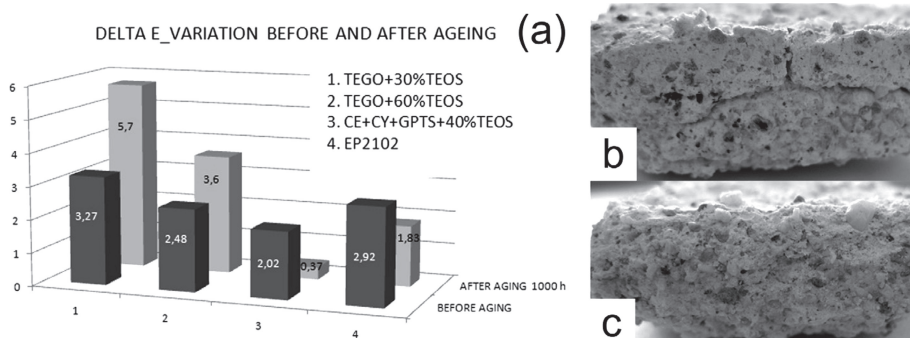 DELTA E_VARIATION BEFORE AND AFTER AGEING
(a)
1. TEGO+30%TEOS
2. TEGO+60%TEOS
3. CE+CY+GPTS+40%TEOS
4. EP2102
6
5
4
3
2
1
0
5,7
3,6
0,37
1,83
3,27
2,48
2,02
2,92
AFTER AGING 1000 h
BEFORE AGING
1
2
3
4
b
c